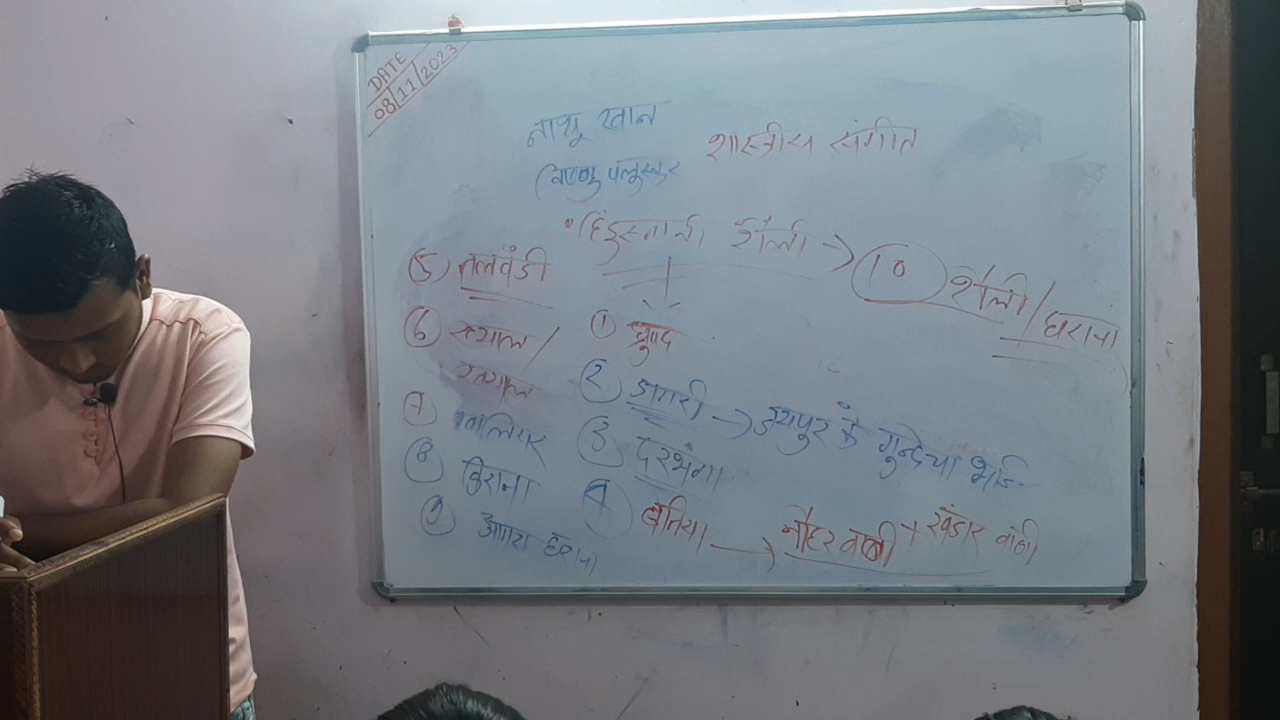 DATE
08/11/2023
नाथू खान
विष्णु पलुस्कर
शास्त्रीय संगीत
हिंदुस्तानी शैली → 10 शैली/घराना
① ध्रुपद
② डागरी → जयपुर के गुन्देचा भाई
③ दरभंगा
④ बेतिया → नौहर वाणी + खंडार वाणी
⑤ तलवंडी
⑥ ख्याल /
ख्याल
⑦ ग्वालियर
⑧ किराना
⑨ आगरा घराना